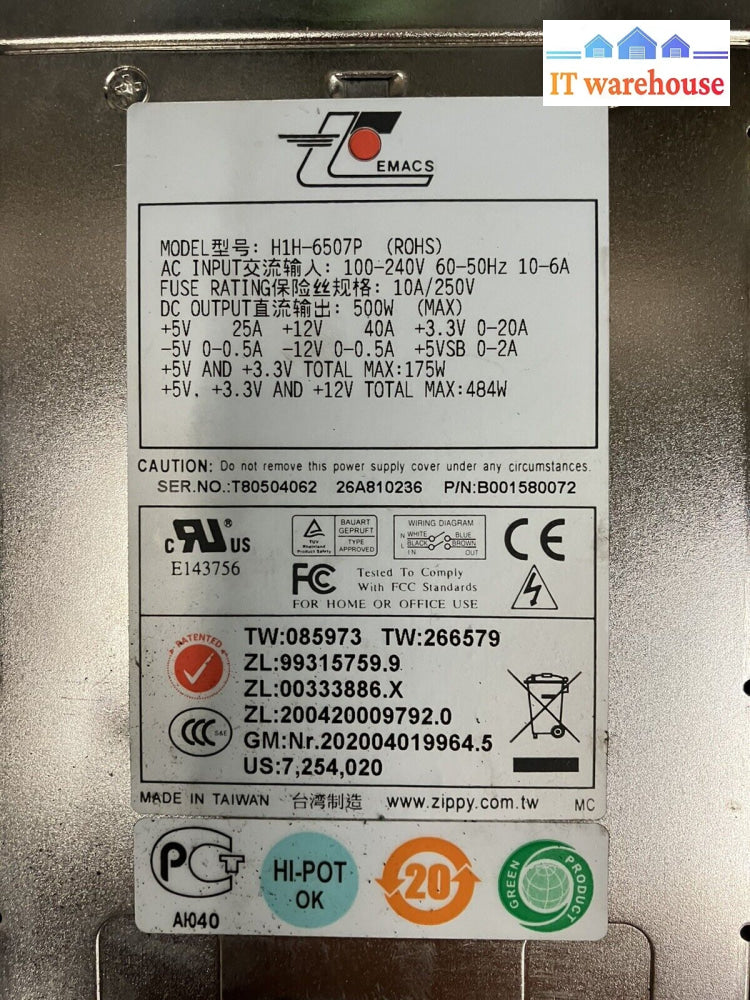 IT warehouse
EMACS
MODEL型号: H1H-6507P (ROHS)
AC INPUT交流输入: 100-240V 60-50Hz 10-6A
FUSE RATING保险丝规格: 10A/250V
DC OUTPUT直流输出: 500W (MAX)
+5V 25A +12V 40A +3.3V 0-20A
-5V 0-0.5A -12V 0-0.5A +5VSB 0-2A
+5V AND +3.3V TOTAL MAX:175W
+5V, +3.3V AND +12V TOTAL MAX:484W
CAUTION: Do not remove this power supply cover under any circumstances.
SER.NO.:T80504062 26A810236 P/N:B001580072
c RU US ®
E143756
TUV Rheinland Product Safety
BAUART GEPRUFT
TYPE APPROVED
WIRING DIAGRAM
N WHITE BLUE
L BLACK BROWN
IN OUT
CE
FC Tested To Comply
With FCC Standards
FOR HOME OR OFFICE USE
PATENTED
TW:085973 TW:266579
ZL:99315759.9
ZL:00333886.X
ZL:200420009792.0
GM:Nr.202004019964.5
US:7,254,020
CCC S&E
MADE IN TAIWAN 台湾制造 www.zippy.com.tw MC
PCT
АЮ40
HI-POT
OK
20
GREEN PRODUCT